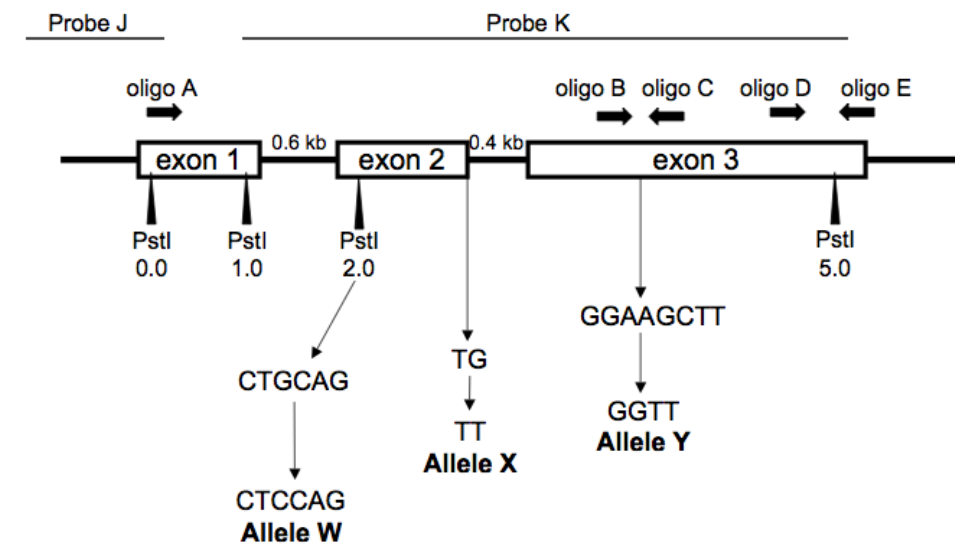 Probe J
Probe K
oligo A
oligo B
oligo C
oligo D
oligo E
0.6 kb
0.4 kb
exon 1
exon 2
exon 3
PstI
0.0
PstI
1.0
PstI
2.0
PstI
5.0
GGAAGCTT
TG
CTGCAG
GGTT
Allele Y
TT
Allele X
CTCCAG
Allele W